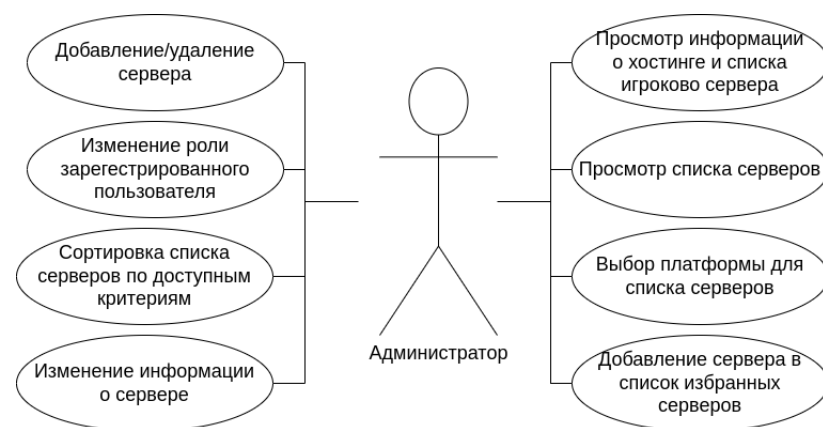 Добавление/удаление
сервера
Изменение роли
зарегестрированного
пользователя
Сортировка списка
серверов по доступным
критериям
Изменение информации
о сервере
Администратор
Просмотр информации
о хостинге и списка
игроково сервера
Просмотр списка серверов
Выбор платформы для
списка серверов
Добавление сервера в
список избранных
серверов